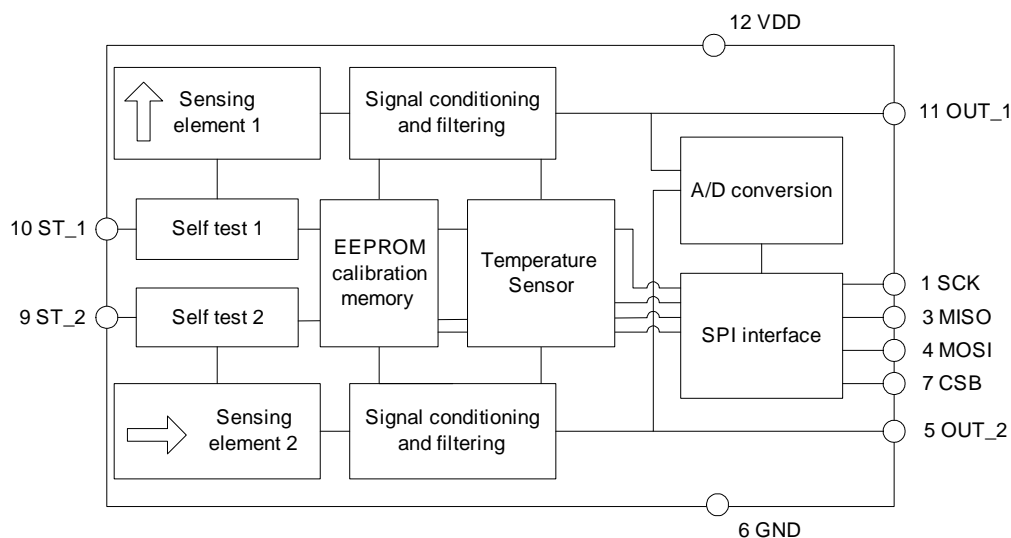 12 VDD
Sensing
element 1
Signal conditioning
and filtering
11 OUT_1
A/D conversion
10 ST_1
Self test 1
EEPROM
calibration
memory
Temperature
Sensor
1 SCK
9 ST_2
Self test 2
SPI interface
3 MISO
4 MOSI
7 CSB
Sensing
element 2
Signal conditioning
and filtering
5 OUT_2
6 GND